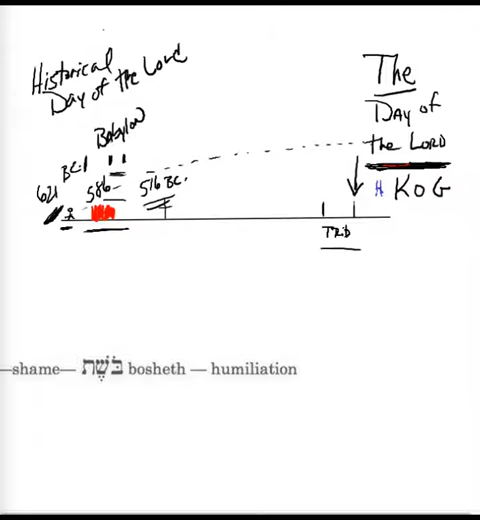 Historical
Day of the Lord
Babylon
621 BC
586
516 BC.
The
DAY of
the LORD
H KOG
TRIb
—shame— בֹּשֶׁת bosheth — humiliation